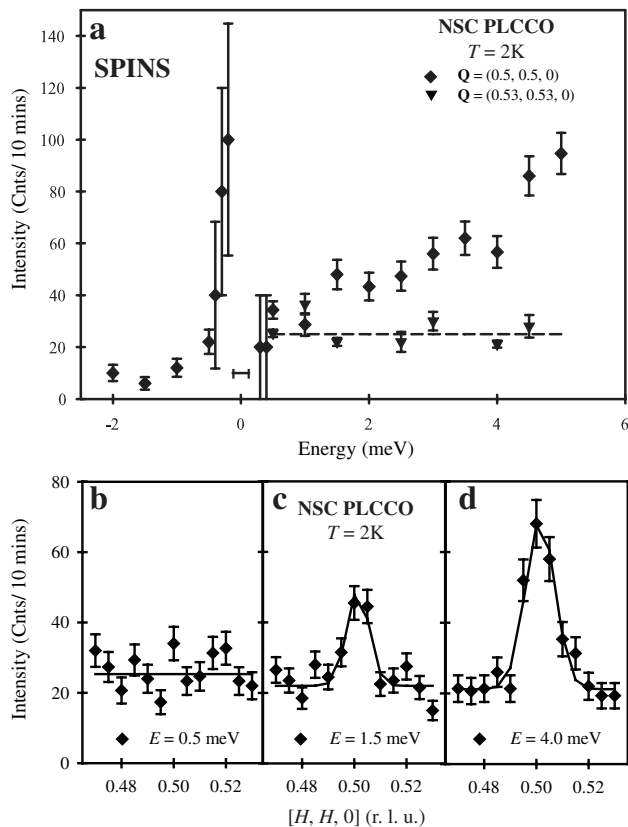 a
SPINS
NSC PLCCO
T = 2K
Q = (0.5, 0.5, 0)
Q = (0.53, 0.53, 0)
Intensity (Cnts/ 10 mins)
140
120
100
80
60
40
20
0
-2 0 2 4 6
Energy (meV)
b c d
NSC PLCCO
T = 2K
Intensity (Cnts/ 10 mins)
80
60
40
20
0
E = 0.5 meV E = 1.5 meV E = 4.0 meV
0.48 0.50 0.52 0.48 0.50 0.52 0.48 0.50 0.52
[H, H, 0] (r. l. u.)